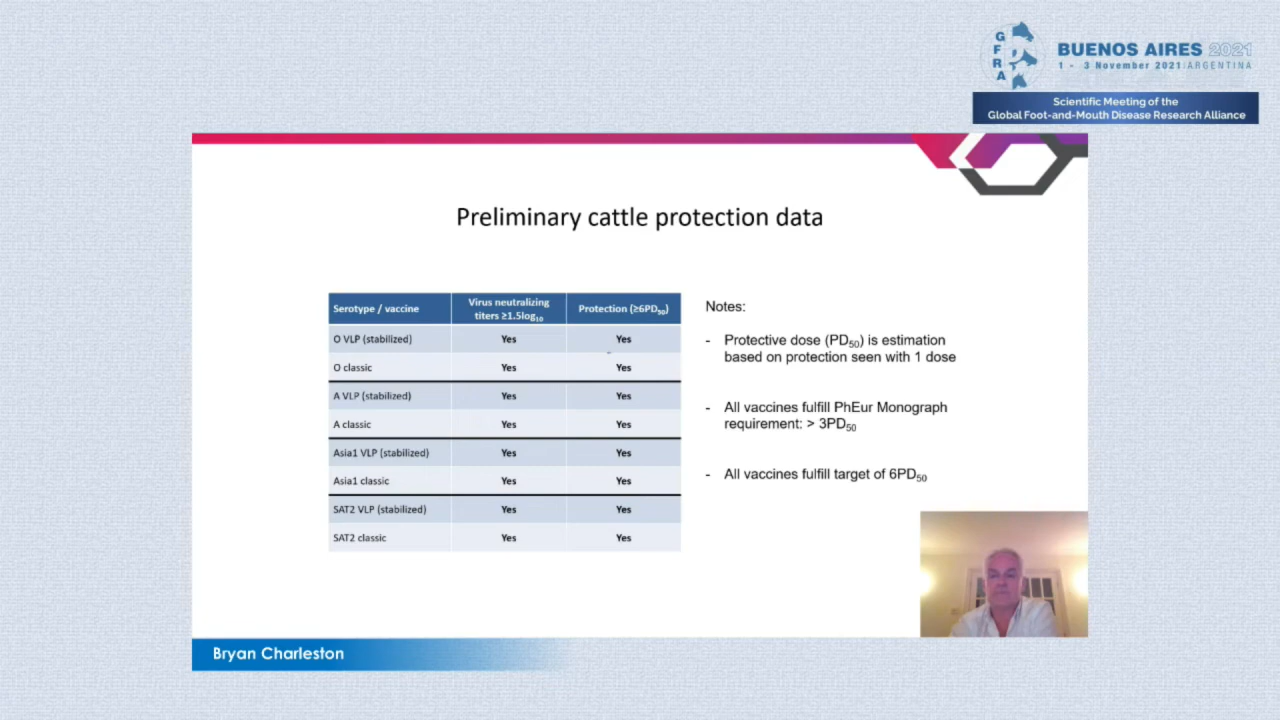 G
F
R
A
BUENOS AIRES 2021
1 - 3 November 2021 ARGENTINA
Scientific Meeting of the
Global Foot-and-Mouth Disease Research Alliance
Preliminary cattle protection data
Serotype / vaccine Virus neutralizing titers ≥1.5log₁₀ Protection (≥6PD₅₀)
O VLP (stabilized) Yes Yes
O classic Yes Yes
A VLP (stabilized) Yes Yes
A classic Yes Yes
Asia1 VLP (stabilized) Yes Yes
Asia1 classic Yes Yes
SAT2 VLP (stabilized) Yes Yes
SAT2 classic Yes Yes
Notes:
- Protective dose (PD₅₀) is estimation
based on protection seen with 1 dose
- All vaccines fulfill PhEur Monograph
requirement: > 3PD₅₀
- All vaccines fulfill target of 6PD₅₀
Bryan Charleston